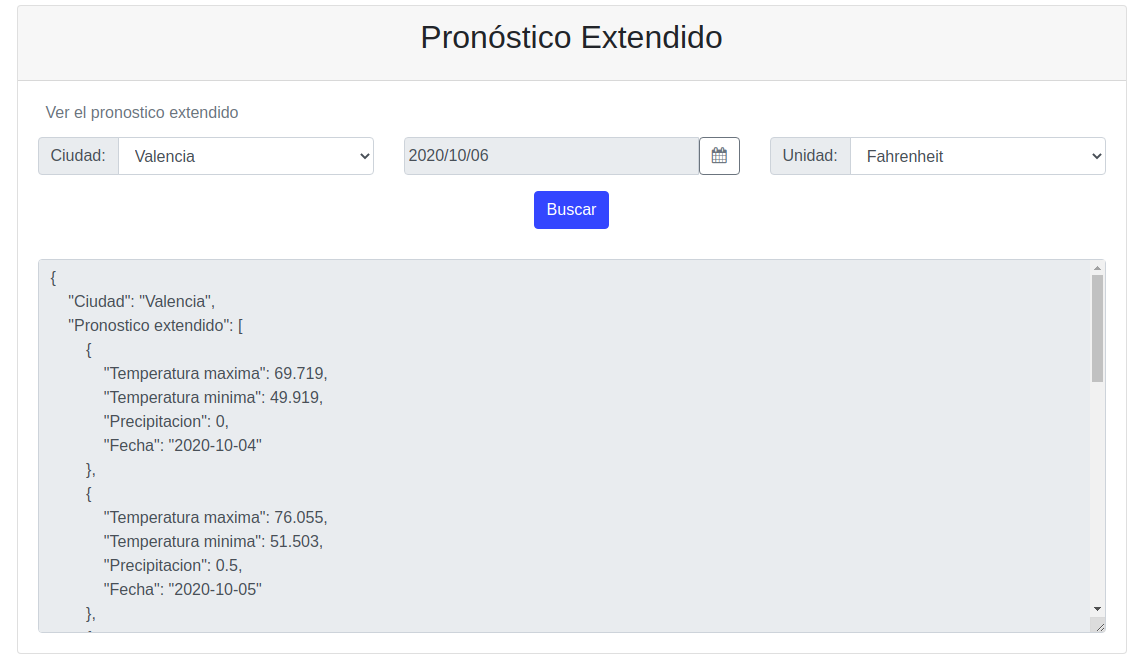 Pronóstico Extendido
Ver el pronostico extendido
Ciudad: Valencia 2020/10/06 Unidad: Fahrenheit
Buscar
{
"Ciudad": "Valencia",
"Pronostico extendido": [
{
"Temperatura maxima": 69.719,
"Temperatura minima": 49.919,
"Precipitacion": 0,
"Fecha": "2020-10-04"
},
{
"Temperatura maxima": 76.055,
"Temperatura minima": 51.503,
"Precipitacion": 0.5,
"Fecha": "2020-10-05"
},